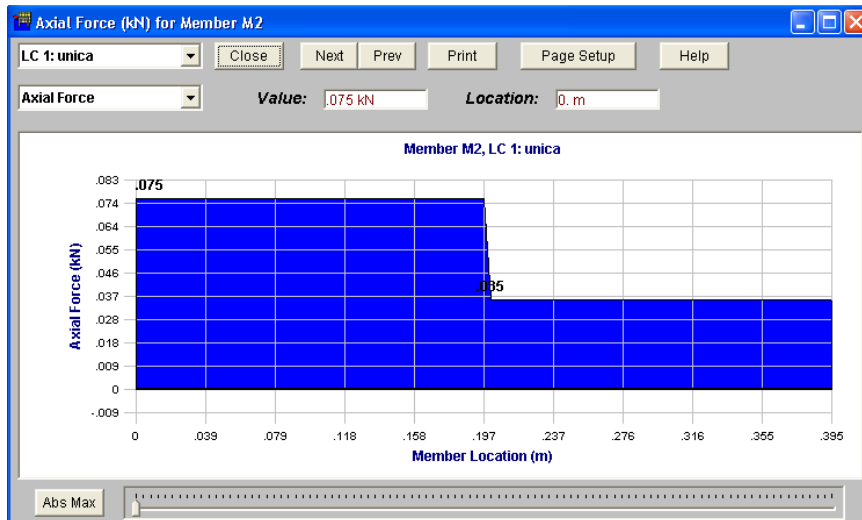 Axial Force (kN) for Member M2
LC 1: unica Close Next Prev Print Page Setup Help
Axial Force Value: .075 kN Location: 0. m
Member M2, LC 1: unica
.083
.075
.074
.064
.055
.046
.035
.037
.028
.018
.009
0
-.009
Axial Force (kN)
0 .039 .079 .118 .158 .197 .237 .276 .316 .355 .395
Member Location (m)
Abs Max